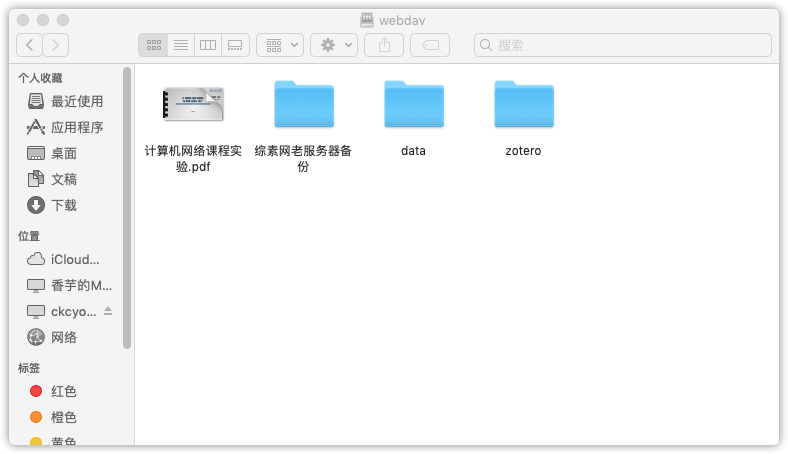 webdav
搜索
个人收藏
最近使用
应用程序
桌面
文稿
下载
位置
iCloud...
香芋的M...
ckcyo...
网络
标签
红色
橙色
黄色
计算机网络课程实
验.pdf
综素网老服务器备
份
data
zotero